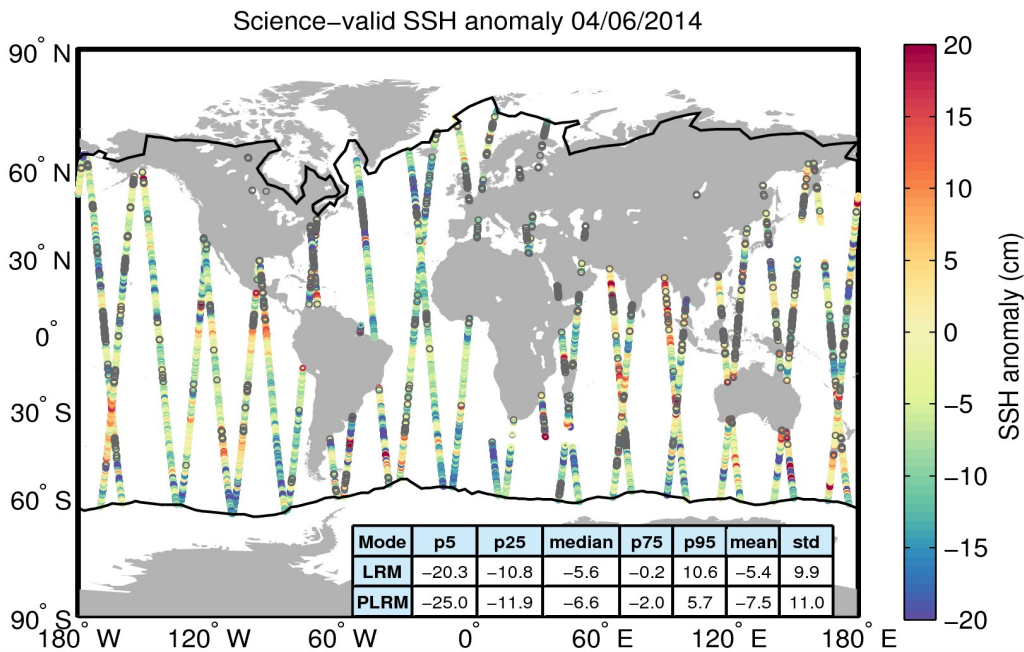 Science−valid SSH anomaly 04/06/2014
90° N
60° N
30° N
0°
30° S
60° S
90° S
180° W 120° W 60° W 0° 60° E 120° E 180° E
Mode p5 p25 median p75 p95 mean std
LRM −20.3 −10.8 −5.6 −0.2 10.6 −5.4 9.9
PLRM −25.0 −11.9 −6.6 −2.0 5.7 −7.5 11.0
20
15
10
5
0
−5
−10
−15
−20
SSH anomaly (cm)